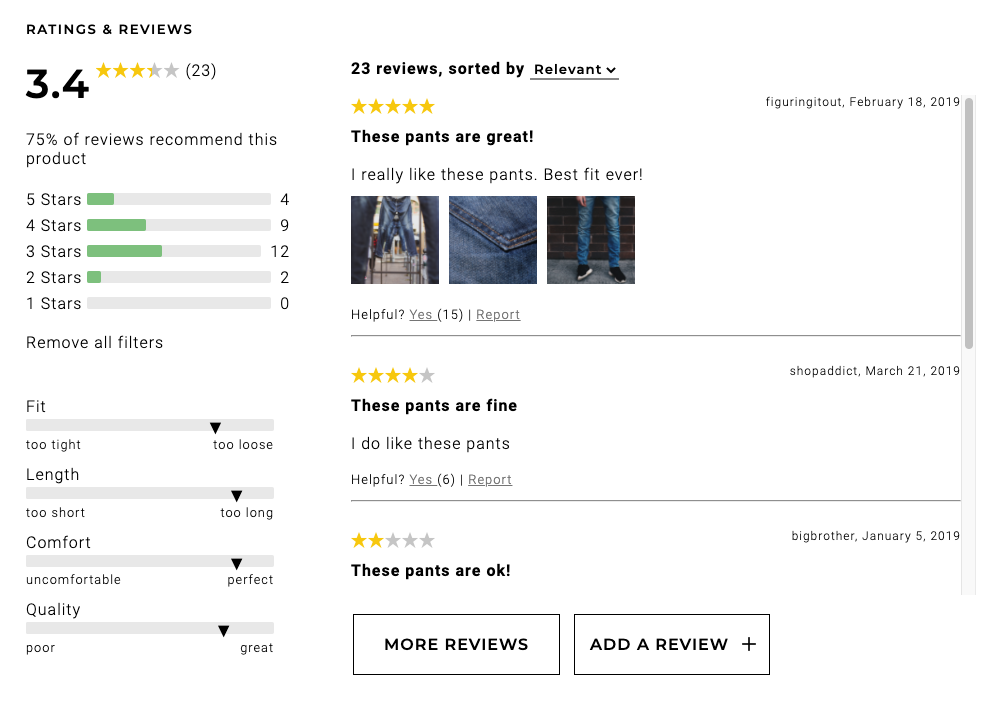 RATINGS & REVIEWS
3.4 (23)
75% of reviews recommend this
product
5 Stars 4
4 Stars 9
3 Stars 12
2 Stars 2
1 Stars 0
Remove all filters
Fit
too tight too loose
Length
too short too long
Comfort
uncomfortable perfect
Quality
poor great
23 reviews, sorted by Relevant
figuringitout, February 18, 2019
These pants are great!
I really like these pants. Best fit ever!
Helpful? Yes (15) | Report
shopaddict, March 21, 2019
These pants are fine
I do like these pants
Helpful? Yes (6) | Report
bigbrother, January 5, 2019
These pants are ok!
MORE REVIEWS
ADD A REVIEW +